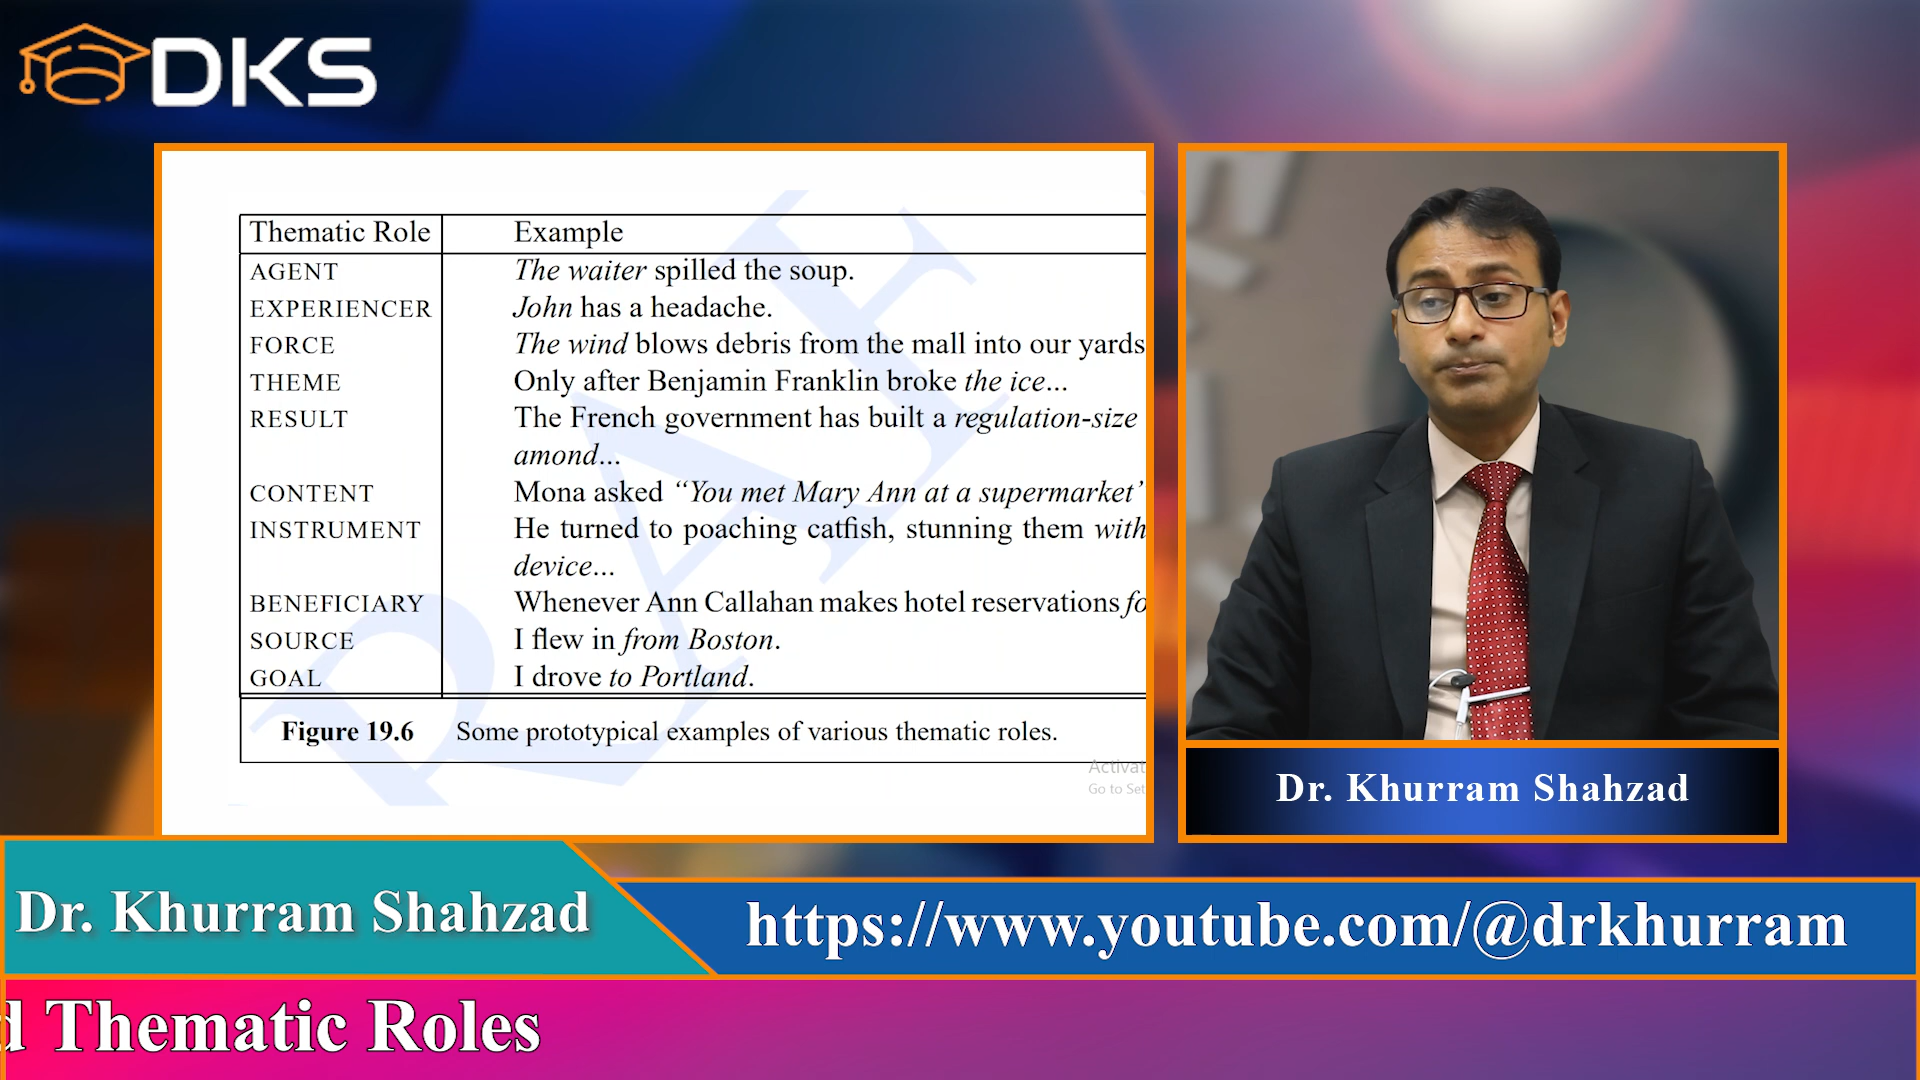 DKS
Thematic Role Example
AGENT The waiter spilled the soup.
EXPERIENCER John has a headache.
FORCE The wind blows debris from the mall into our yards
THEME Only after Benjamin Franklin broke the ice...
RESULT The French government has built a regulation-size
amond...
CONTENT Mona asked “You met Mary Ann at a supermarket’
INSTRUMENT He turned to poaching catfish, stunning them with
device...
BENEFICIARY Whenever Ann Callahan makes hotel reservations fo
SOURCE I flew in from Boston.
GOAL I drove to Portland.
Figure 19.6 Some prototypical examples of various thematic roles.
Activat
Go to Set
Dr. Khurram Shahzad
Dr. Khurram Shahzad
https://www.youtube.com/@drkhurram
d Thematic Roles